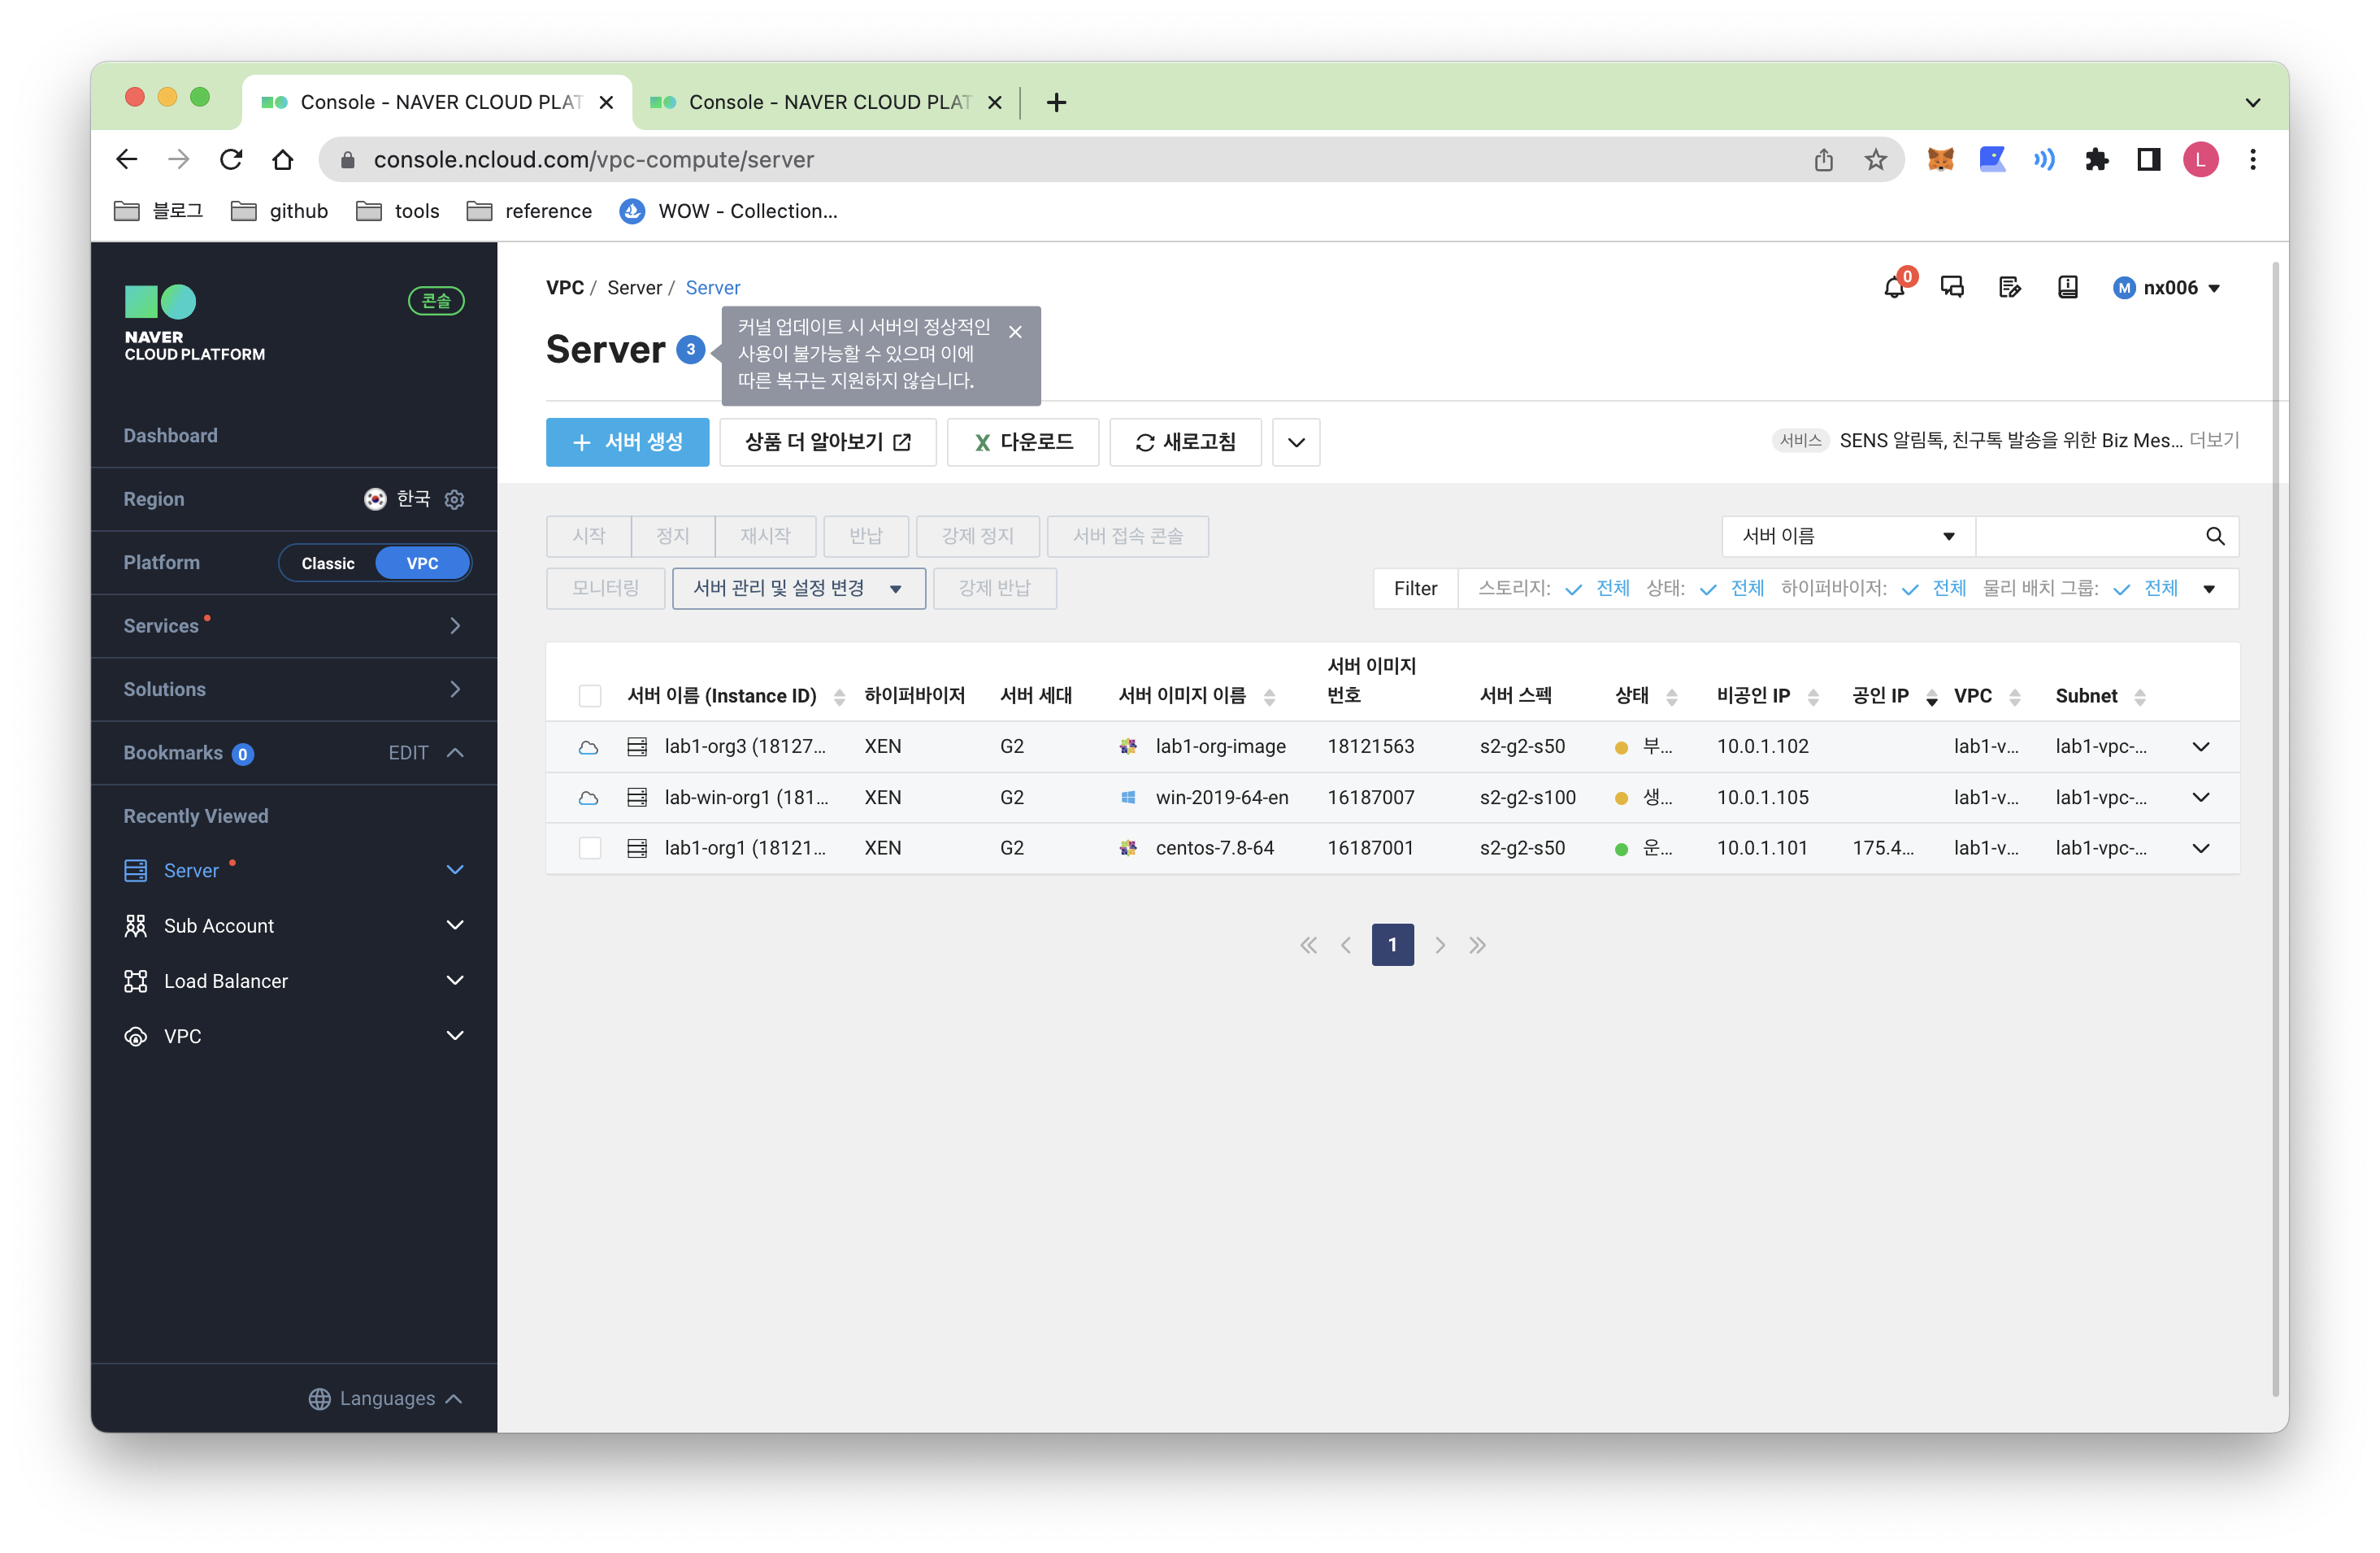 Console - NAVER CLOUD PLAT
Console - NAVER CLOUD PLAT
console.ncloud.com/vpc-compute/server
L
블로그
github
tools
reference
WOW - Collection...
NAVER
CLOUD PLATFORM
콘솔
Dashboard
Region
한국
Platform
Classic
VPC
Services
Solutions
Bookmarks 0
EDIT
Recently Viewed
Server
Sub Account
Load Balancer
VPC
Languages
VPC / Server / Server
0
M nx006
Server 3
커널 업데이트 시 서버의 정상적인
사용이 불가능할 수 있으며 이에
따른 복구는 지원하지 않습니다.
+ 서버 생성
상품 더 알아보기
X 다운로드
새로고침
서비스 SENS 알림톡, 친구톡 발송을 위한 Biz Mes... 더보기
시작 정지 재시작 반납 강제 정지 서버 접속 콘솔
서버 이름
모니터링 서버 관리 및 설정 변경 강제 반납
Filter 스토리지: 전체 상태: 전체 하이퍼바이저: 전체 물리 배치 그룹: 전체
서버 이름 (Instance ID) 하이퍼바이저 서버 세대 서버 이미지 이름 서버 이미지 번호 서버 스펙 상태 비공인 IP 공인 IP VPC Subnet
lab1-org3 (18127... XEN G2 lab1-org-image 18121563 s2-g2-s50 부... 10.0.1.102 lab1-v... lab1-vpc-...
lab-win-org1 (181... XEN G2 win-2019-64-en 16187007 s2-g2-s100 생... 10.0.1.105 lab1-v... lab1-vpc-...
lab1-org1 (18121... XEN G2 centos-7.8-64 16187001 s2-g2-s50 운... 10.0.1.101 175.4... lab1-v... lab1-vpc-...
1